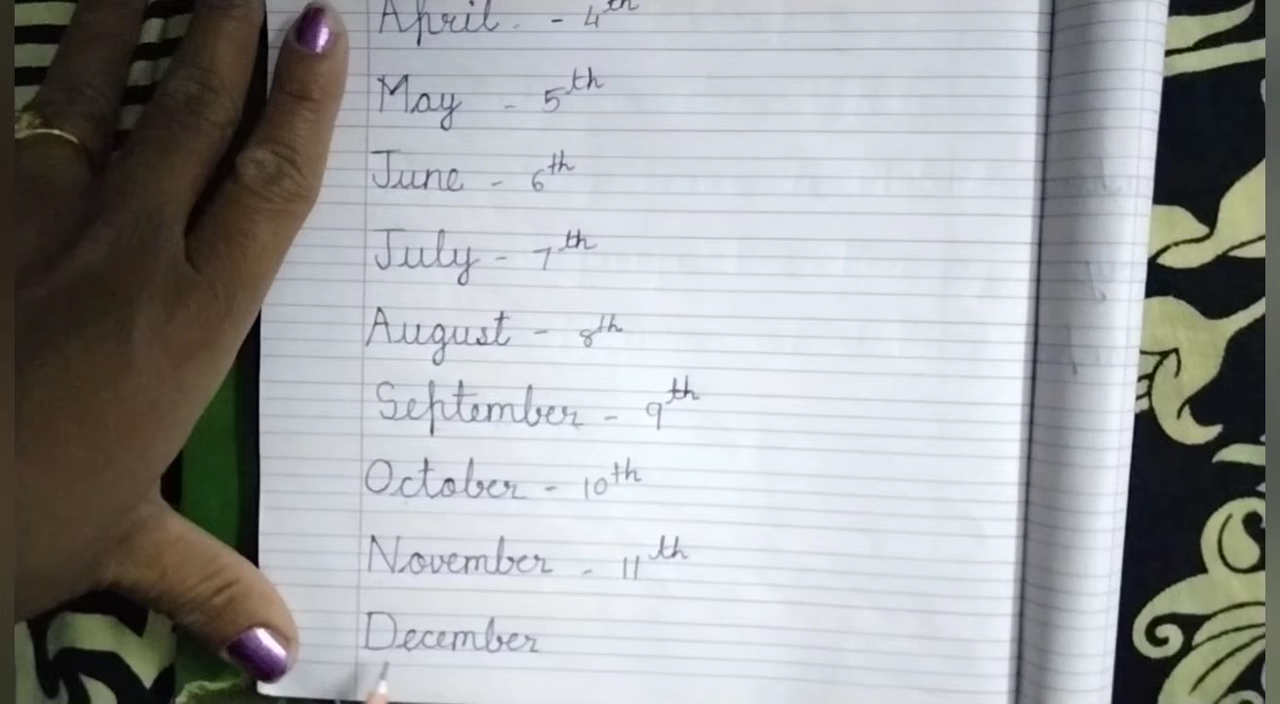 April. - 4th
May - 5th
June - 6th
July - 7th
August - 8th
September - 9th
October - 10th
November - 11th
December